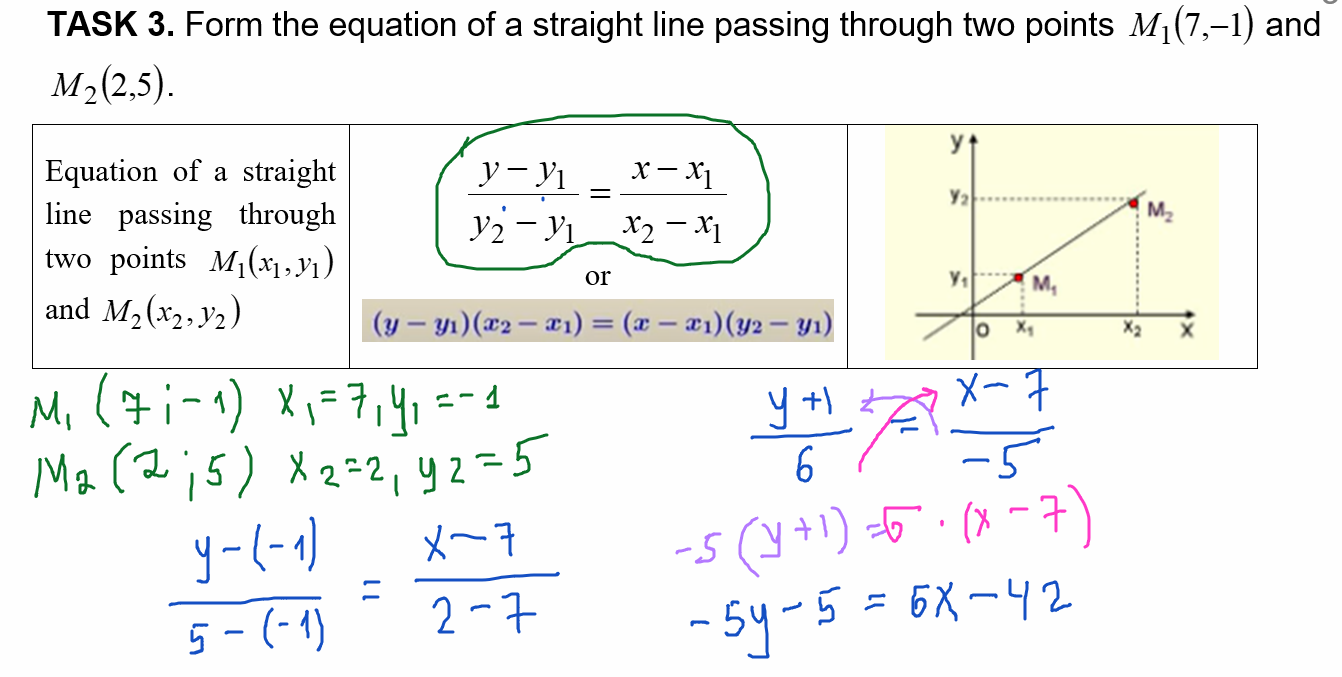 TASK 3. Form the equation of a straight line passing through two points M₁(7,–1) and
M₂(2,5).
Equation of a straight
line passing through
two points M₁(x₁, y₁)
and M₂(x₂, y₂)
(y − y₁)/(y₂ − y₁) = (x − x₁)/(x₂ − x₁)
or
(y − y₁)(x₂ − x₁) = (x − x₁)(y₂ − y₁)
y
y₂
M₂
y₁
M₁
O x₁ x₂ x
M₁ (7;−1) x₁=7, y₁=−1
M₂ (2;5) x₂=2, y₂=5
(y−(−1))/(5−(−1)) = (x−7)/(2−7)
(y+1)/6 = (x−7)/−5
−5(y+1)=6·(x−7)
−5y−5=6x−42